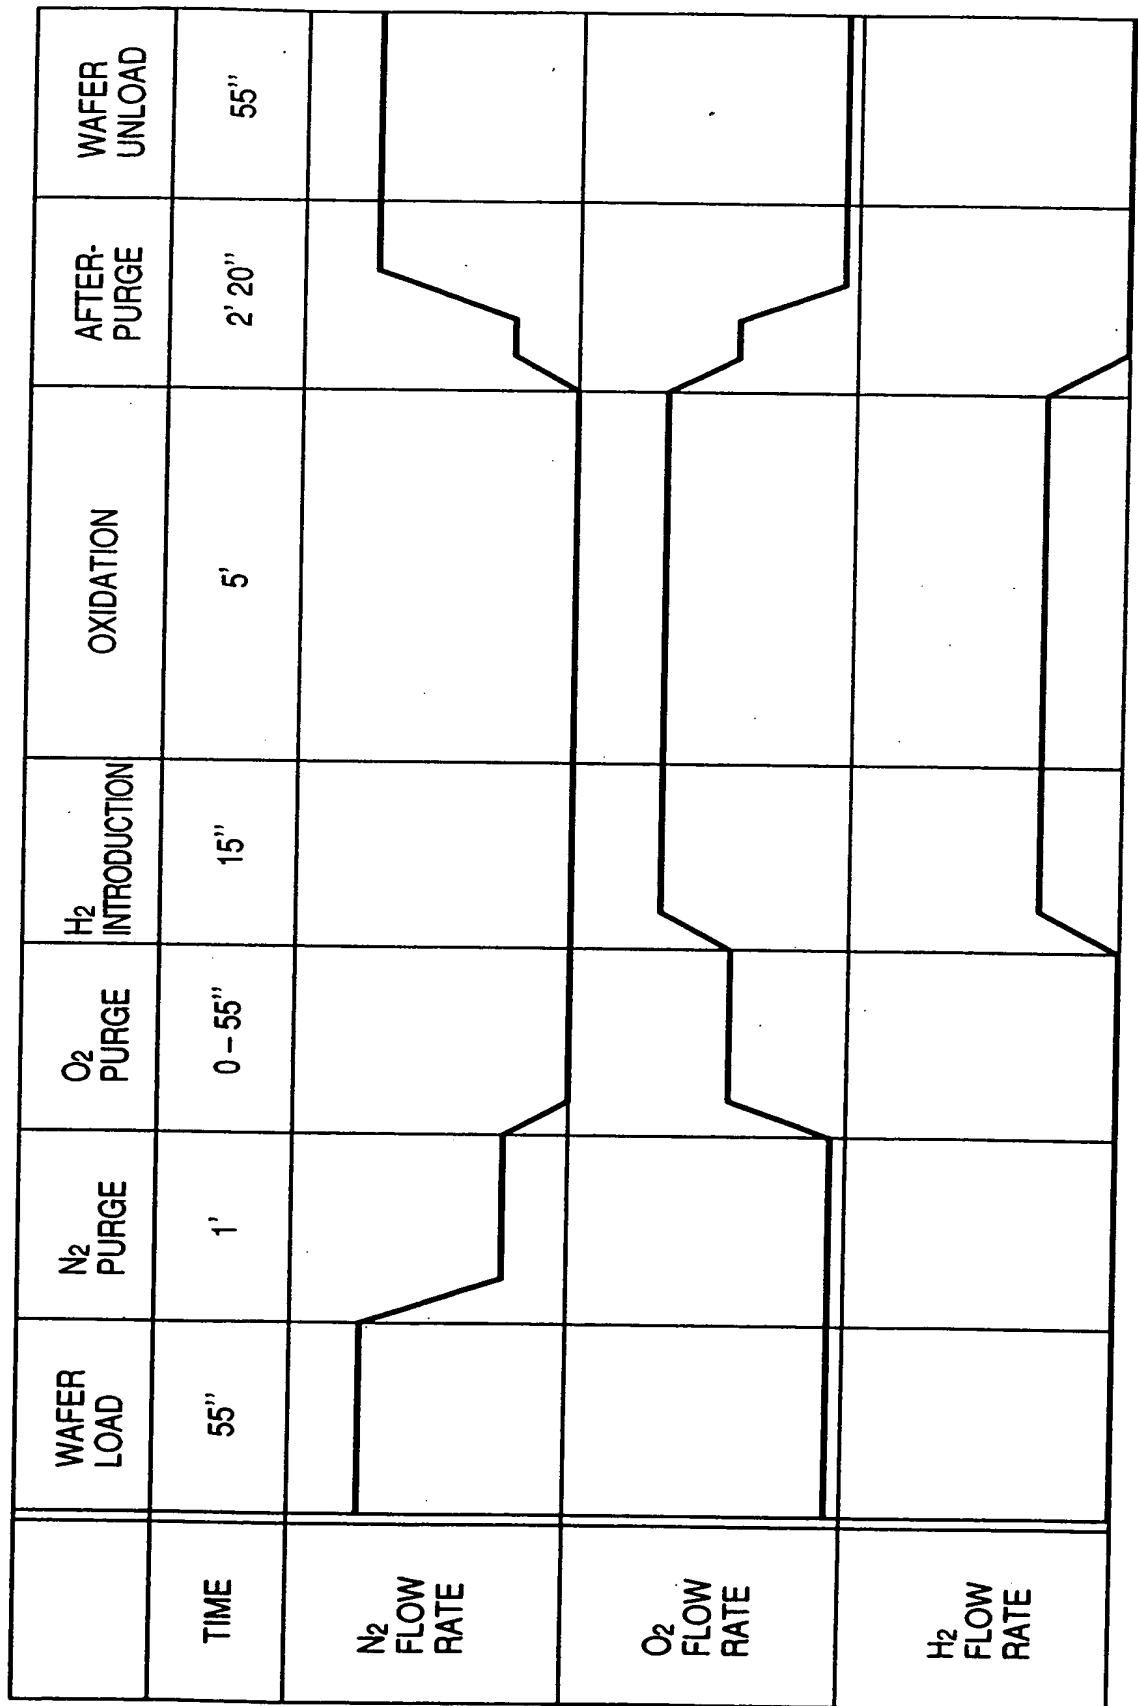 WAFER
LOAD
N2
PURGE
O2
PURGE
H2
INTRODUCTION
OXIDATION
AFTER-
PURGE
WAFER
UNLOAD
TIME
55"
1'
0 – 55"
15"
5'
2' 20"
55"
N2
FLOW
RATE
O2
FLOW
RATE
H2
FLOW
RATE